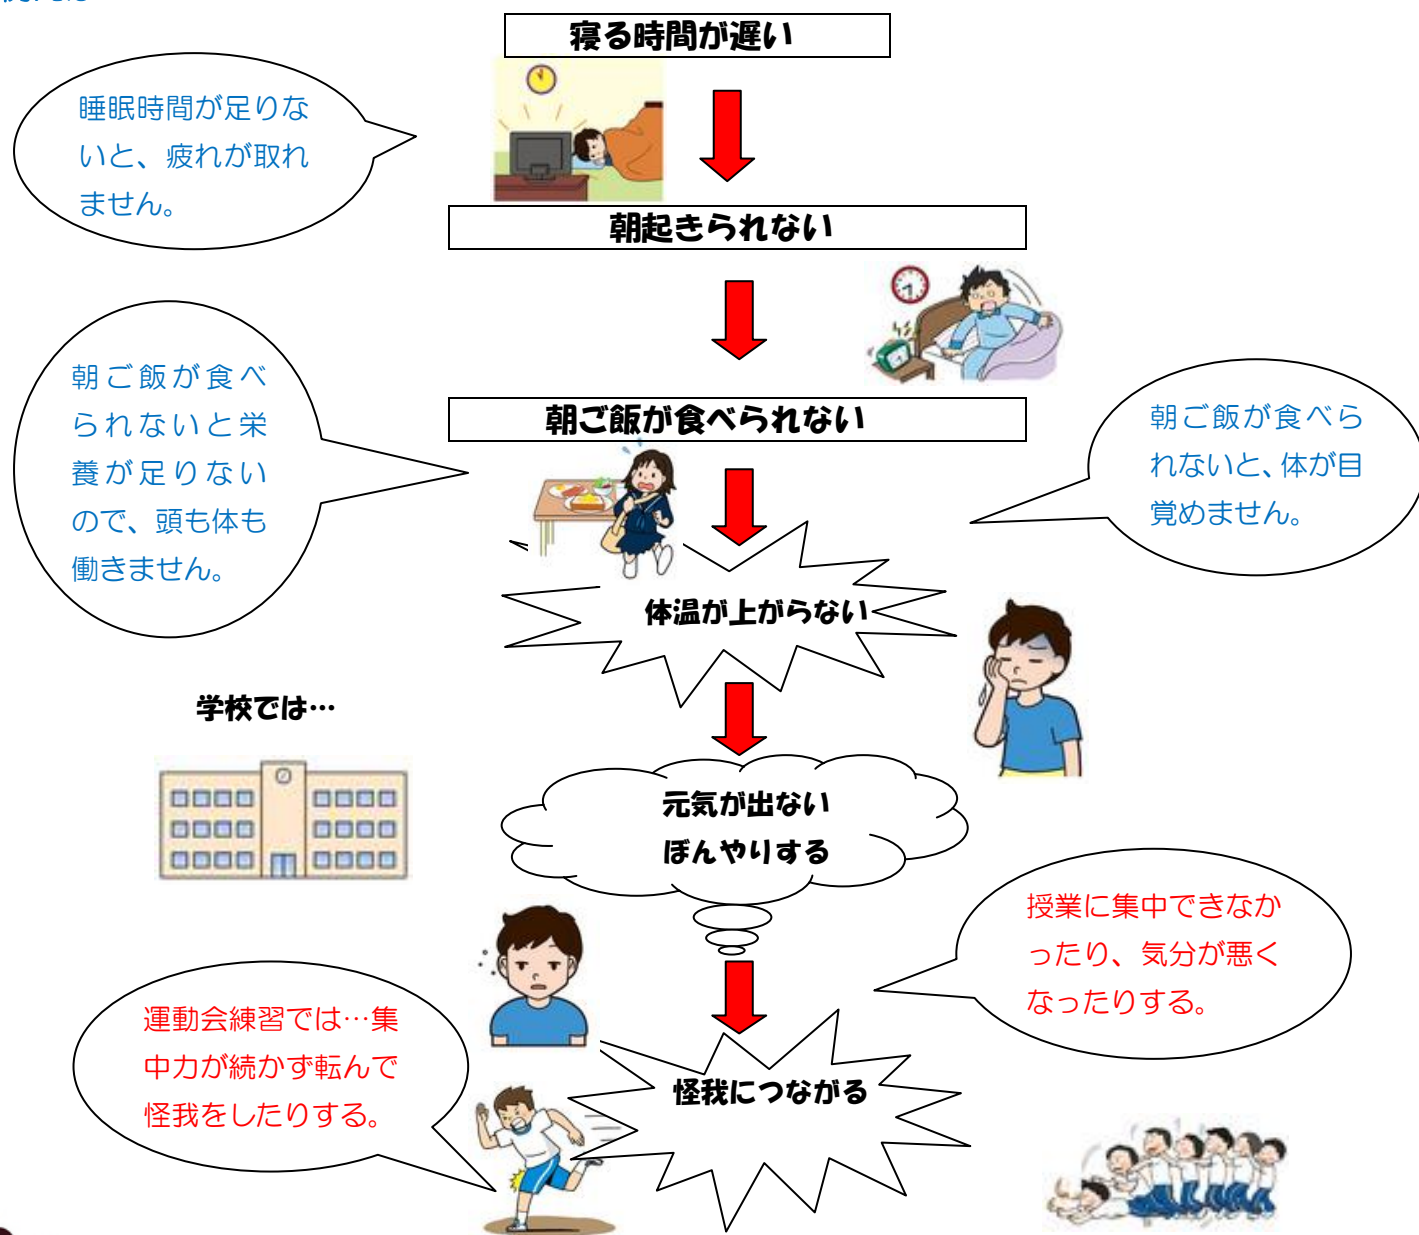 寝る時間が遅い
睡眠時間が足りな
いと、疲れが取れ
ません。
朝起きられない
朝ご飯が食べられない
朝ご飯が食べ
られないと栄
養が足りない
ので、頭も体も
働きません。
朝ご飯が食べら
れないと、体が目
覚めません。
体温が上がらない
学校では…
元気が出ない
ぼんやりする
授業に集中できなか
ったり、気分が悪く
なったりする。
運動会練習では…集
中力が続かず転んで
怪我をしたりする。
怪我につながる